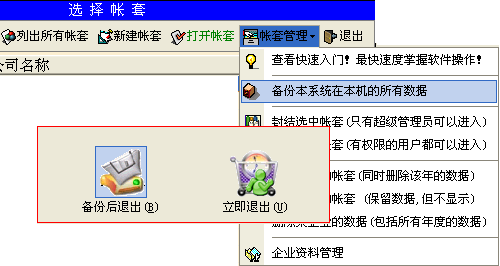 选 择 帐 套
列出所有帐套 新建帐套 打开帐套 帐套管理 退出
公司名称
查看快速入门！最快速度掌握软件操作！
备份本系统在本机的所有数据
封结选中帐套(只有超级管理员可以进入)
帐套(有权限的用户都可以进入)
帐套(同时删除该年的数据)
帐套 (保留数据,但不显示)
的数据(包括所有年度的数据)
企业资料管理
备份后退出(B) 立即退出(U)